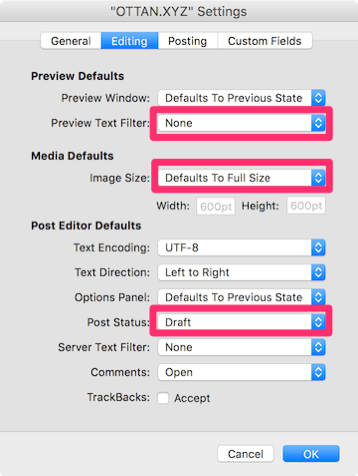 "OTTAN.XYZ" Settings
General Editing Posting Custom Fields
Preview Defaults
Preview Window: Defaults To Previous State
Preview Text Filter: None
Media Defaults
Image Size: Defaults To Full Size
Width: 600pt Height: 600pt
Post Editor Defaults
Text Encoding: UTF-8
Text Direction: Left to Right
Options Panel: Defaults To Previous State
Post Status: Draft
Server Text Filter: None
Comments: Open
TrackBacks: Accept
Cancel OK